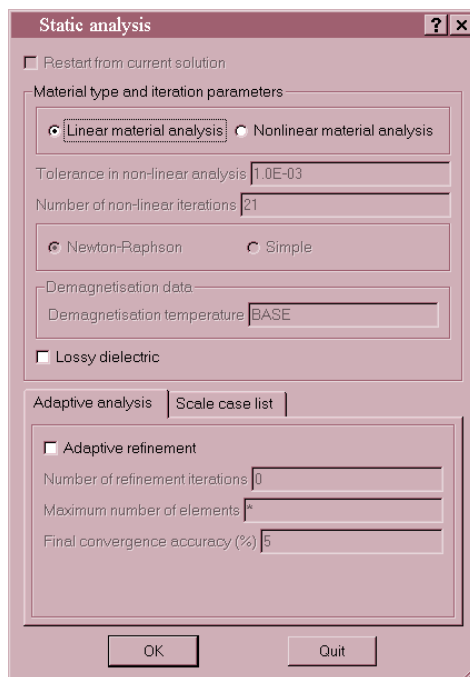 Static analysis
Restart from current solution
Material type and iteration parameters
Linear material analysis Nonlinear material analysis
Tolerance in non-linear analysis 1.0E-03
Number of non-linear iterations 21
Newton-Raphson Simple
Demagnetisation data
Demagnetisation temperature BASE
Lossy dielectric
Adaptive analysis Scale case list
Adaptive refinement
Number of refinement iterations 0
Maximum number of elements *
Final convergence accuracy (%) 5
OK Quit